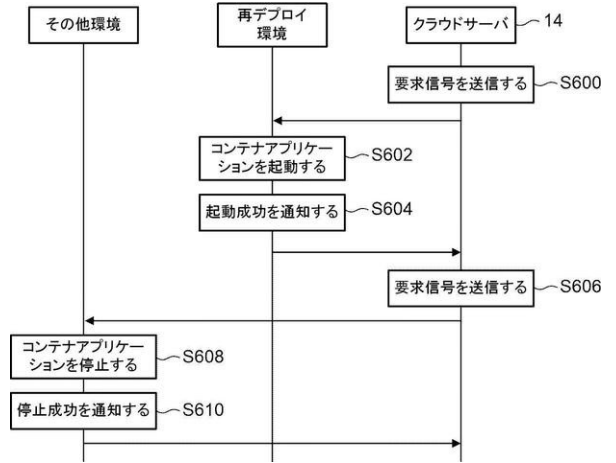 その他環境
再デプロイ
環境
クラウドサーバ
14
要求信号を送信する
S600
コンテナアプリケー
ションを起動する
S602
起動成功を通知する
S604
要求信号を送信する
S606
コンテナアプリケー
ションを停止する
S608
停止成功を通知する
S610